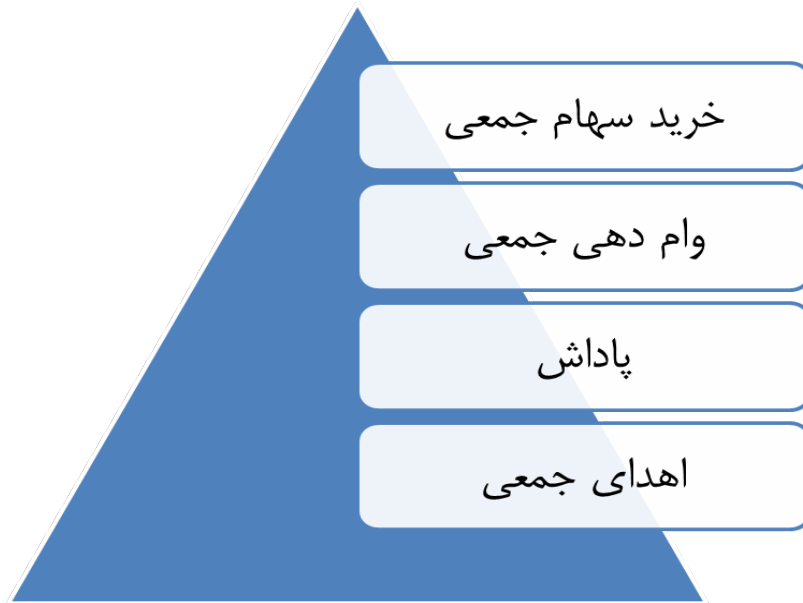 خرید سهام جمعی
وام دهی جمعی
پاداش
اهدای جمعی